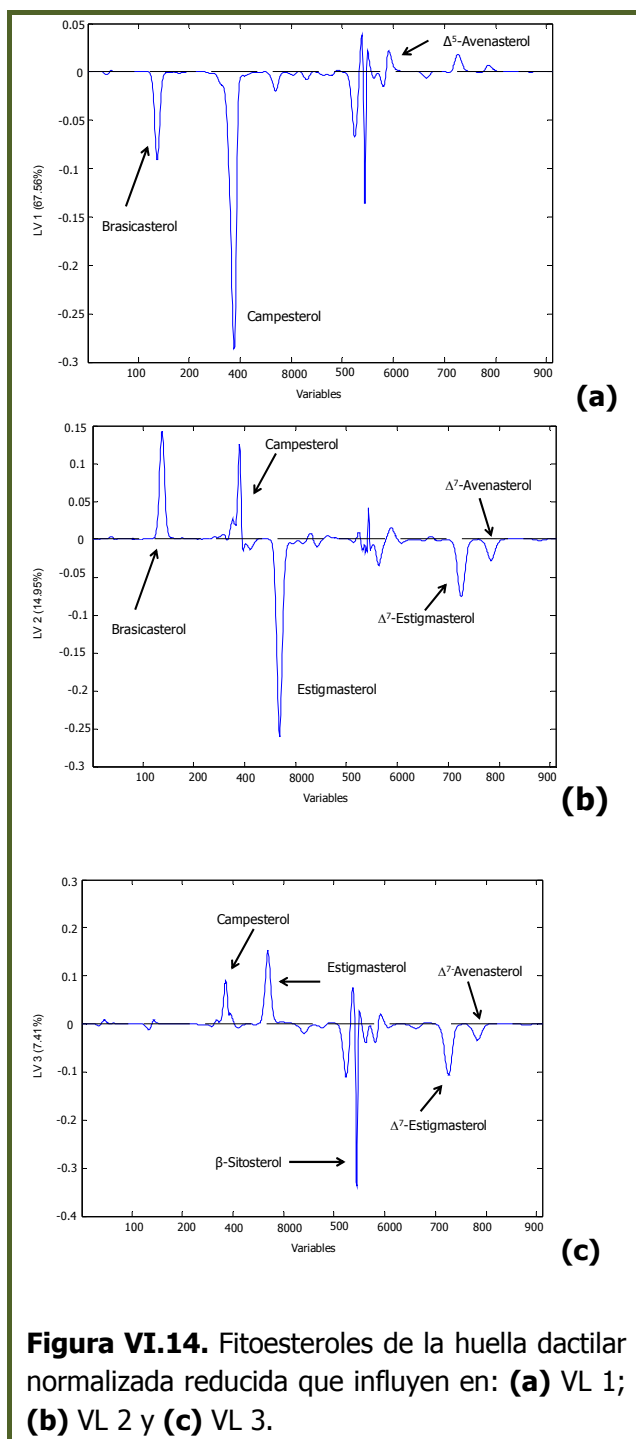 0.05
0
-0.05
-0.1
-0.15
-0.2
-0.25
-0.3
LV 1 (67.56%)
Δ⁵-Avenasterol
Brasicasterol
Campesterol
100 200 400 8000 500 6000 700 800 900
Variables
(a)
0.15
0.1
0.05
0
-0.05
-0.1
-0.15
-0.2
-0.25
-0.3
LV 2 (14.95%)
Campesterol
Δ⁷-Avenasterol
Brasicasterol
Δ⁷-Estigmasterol
Estigmasterol
100 200 400 8000 500 6000 700 800 900
Variables
(b)
0.3
0.2
0.1
0
-0.1
-0.2
-0.3
-0.4
LV 3 (7.41%)
Campesterol
Estigmasterol
Δ⁷-Avenasterol
Δ⁷-Estigmasterol
β-Sitosterol
100 200 400 8000 500 6000 700 800 900
Variables
(c)
Figura VI.14. Fitoesteroles de la huella dactilar
normalizada reducida que influyen en: (a) VL 1;
(b) VL 2 y (c) VL 3.